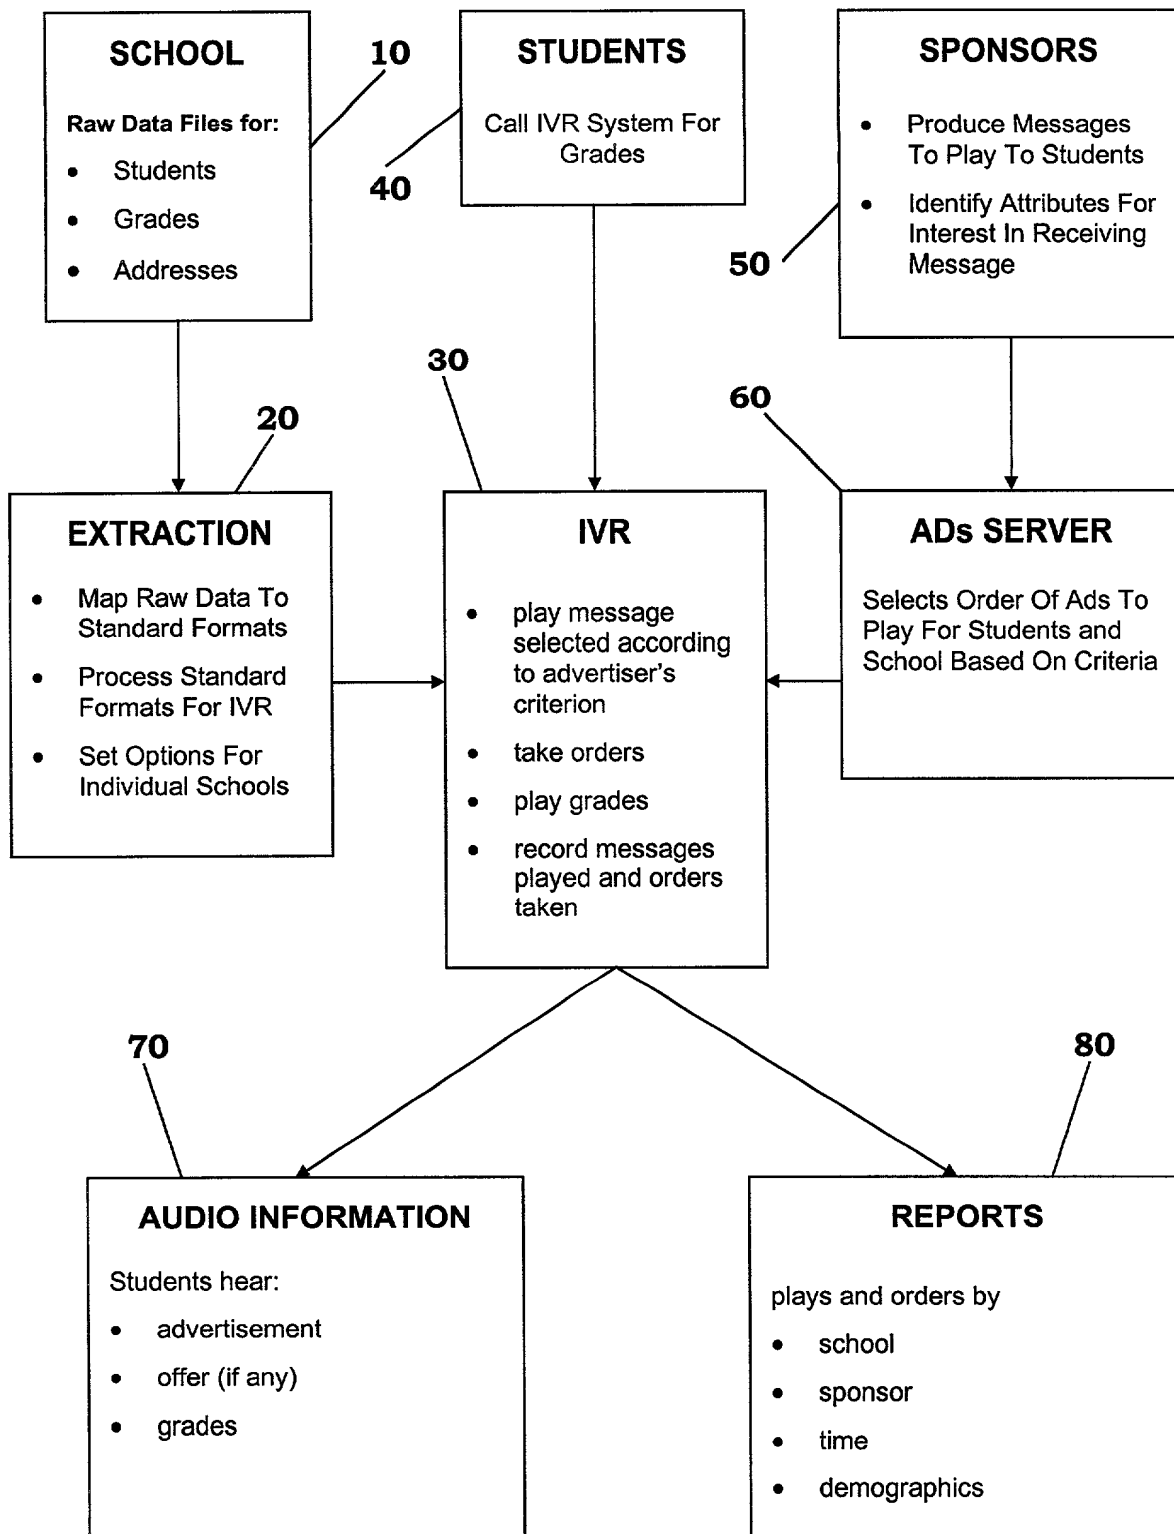 SCHOOL
Raw Data Files for:
• Students
• Grades
• Addresses
10
STUDENTS
Call IVR System For
Grades
40
SPONSORS
• Produce Messages
To Play To Students
• Identify Attributes For
Interest In Receiving
Message
50
20
EXTRACTION
• Map Raw Data To
Standard Formats
• Process Standard
Formats For IVR
• Set Options For
Individual Schools
30
IVR
• play message
selected according
to advertiser's
criterion
• take orders
• play grades
• record messages
played and orders
taken
60
ADs SERVER
Selects Order Of Ads To
Play For Students and
School Based On Criteria
70
AUDIO INFORMATION
Students hear:
• advertisement
• offer (if any)
• grades
80
REPORTS
plays and orders by
• school
• sponsor
• time
• demographics